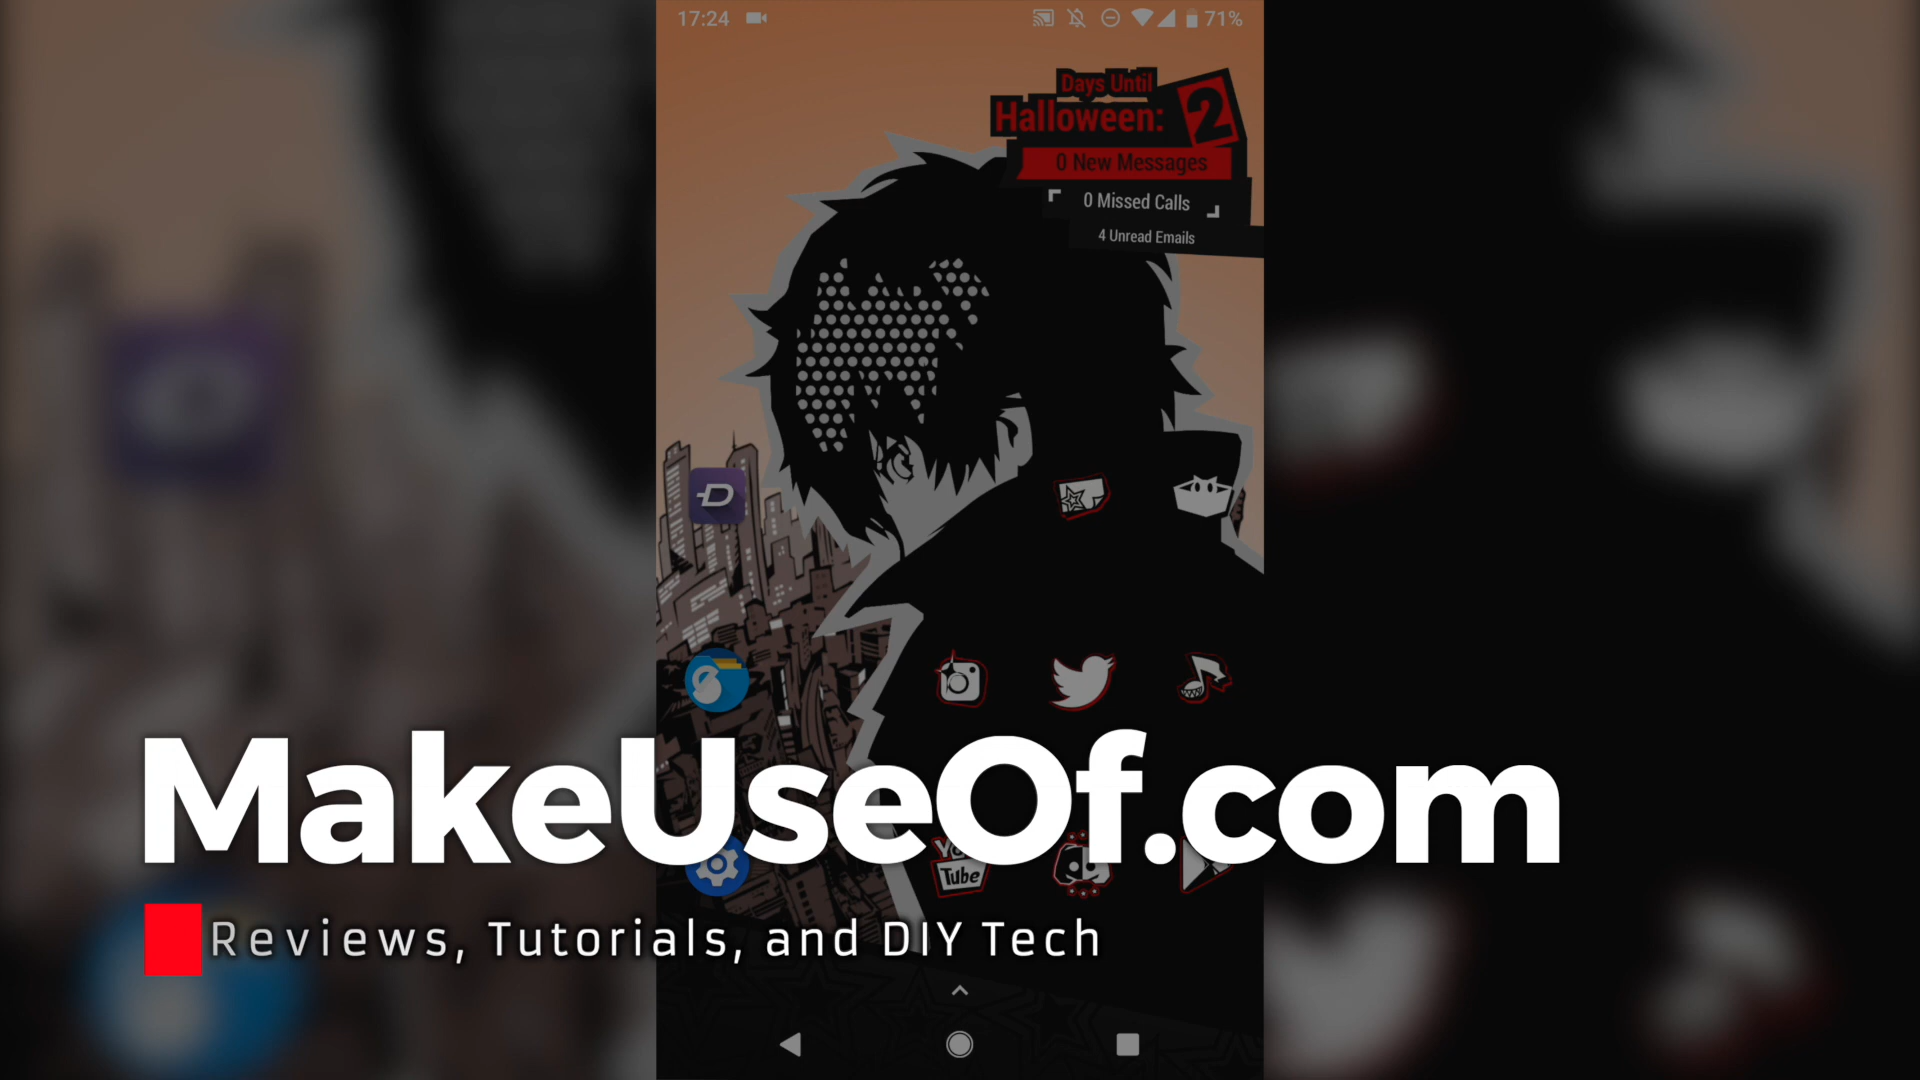 17:24
71%
Days Until
Halloween: 2
0 New Messages
0 Missed Calls
4 Unread Emails
MakeUseOf.com
Tube
Reviews, Tutorials, and DIY Tech